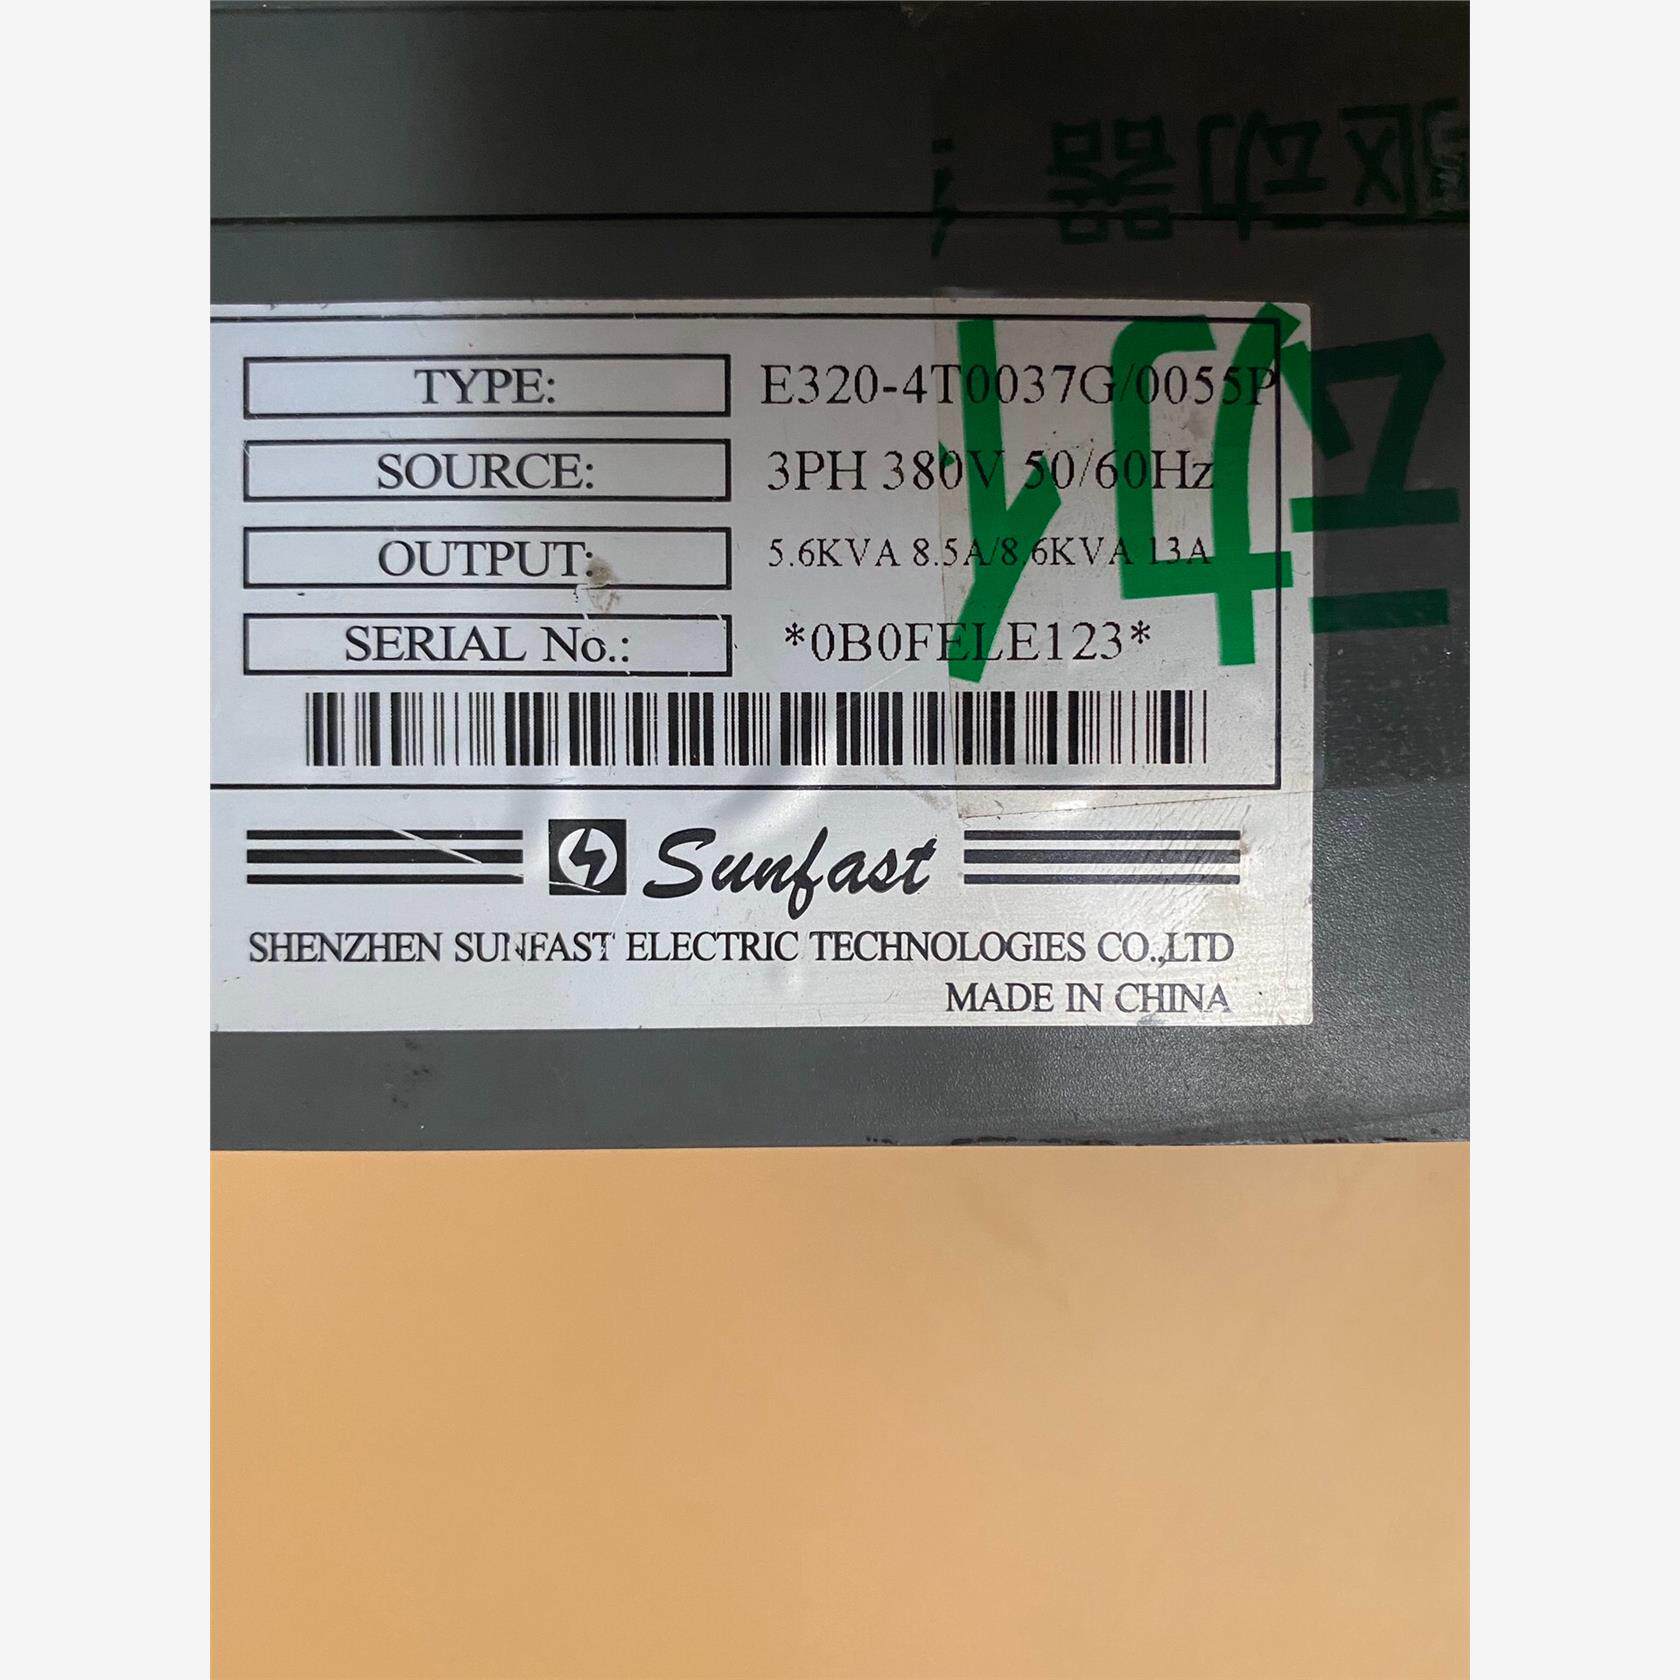 驱动器
TYPE: E320-4T0037G/0055P
SOURCE: 3PH 380V 50/60Hz
OUTPUT: 5.6KVA 8.5A/8.6KVA 13A
SERIAL No.: *0B0FELE123*
Sunfast
SHENZHEN SUNFAST ELECTRIC TECHNOLOGIES CO.,LTD
MADE IN CHINA